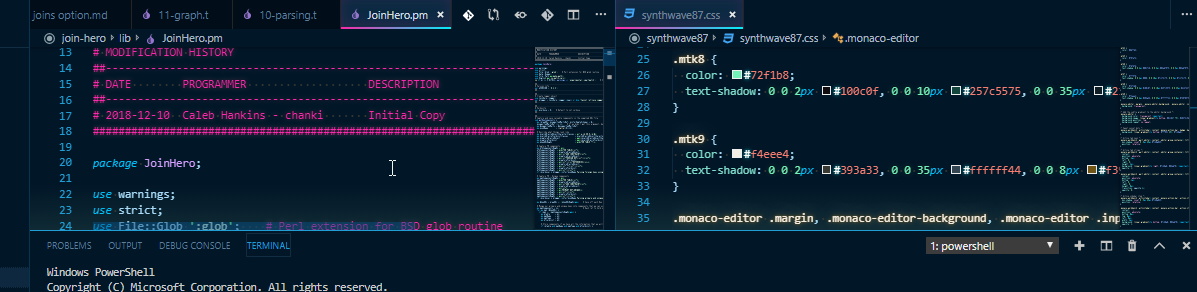 joins option.md
11-graph.t
10-parsing.t
JoinHero.pm
join-hero > lib > JoinHero.pm
13 # MODIFICATION HISTORY
14 ##--------------------------------------------------------------------
15 # DATE PROGRAMMER DESCRIPTION
16 ##--------------------------------------------------------------------
17 # 2018-12-10 Caleb Hankins - chanki Initial Copy
18 ######################################################################
19
20 package JoinHero;
21
22 use warnings;
23 use strict;
24 use File::Glob ':glob'; # Perl extension for BSD glob routine
synthwave87.css
synthwave87 > synthwave87.css > .monaco-editor
25 .mtk8 {
26 color: #72f1b8;
27 text-shadow: 0 0 2px #100c0f, 0 0 10px #257c5575, 0 0 35px #2
28 }
29
30 .mtk9 {
31 color: #f4eee4;
32 text-shadow: 0 0 2px #393a33, 0 0 35px #ffffff44, 0 0 8px #f3
33 }
34
35 .monaco-editor .margin, .monaco-editor-background, .monaco-editor .inp
PROBLEMS OUTPUT DEBUG CONSOLE TERMINAL
1: powershell
Windows PowerShell
Copyright (C) Microsoft Corporation. All rights reserved.